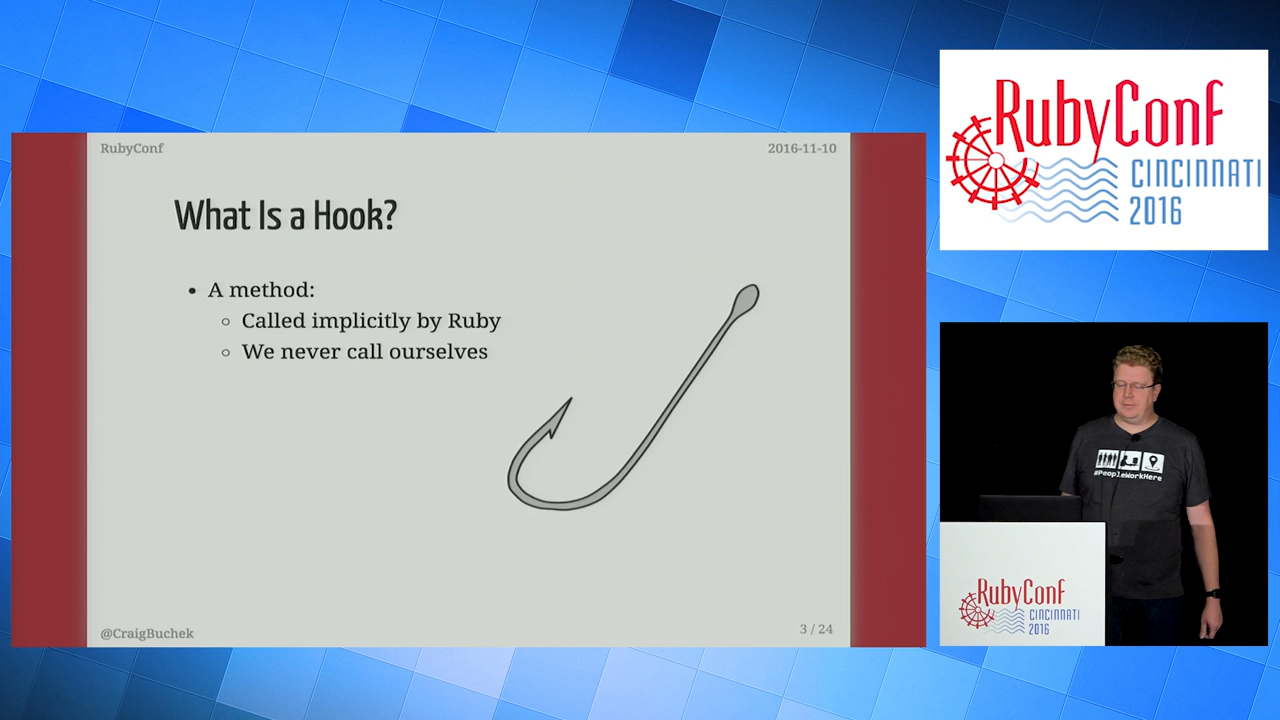 RubyConf
2016-11-10
What Is a Hook?
• A method:
○ Called implicitly by Ruby
○ We never call ourselves
@CraigBuchek
3 / 24
RubyConf
CINCINNATI
2016
#PeopleWorkHere
RubyConf
CINCINNATI
2016